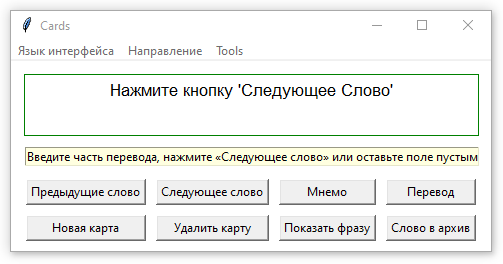 Cards
Язык интерфейса Направление Tools
Нажмите кнопку 'Следующее Слово'
Введите часть перевода, нажмите «Следующее слово» или оставьте поле пустым
Предыдущие слово Следующее слово Мнемо Перевод
Новая карта Удалить карту Показать фразу Слово в архив